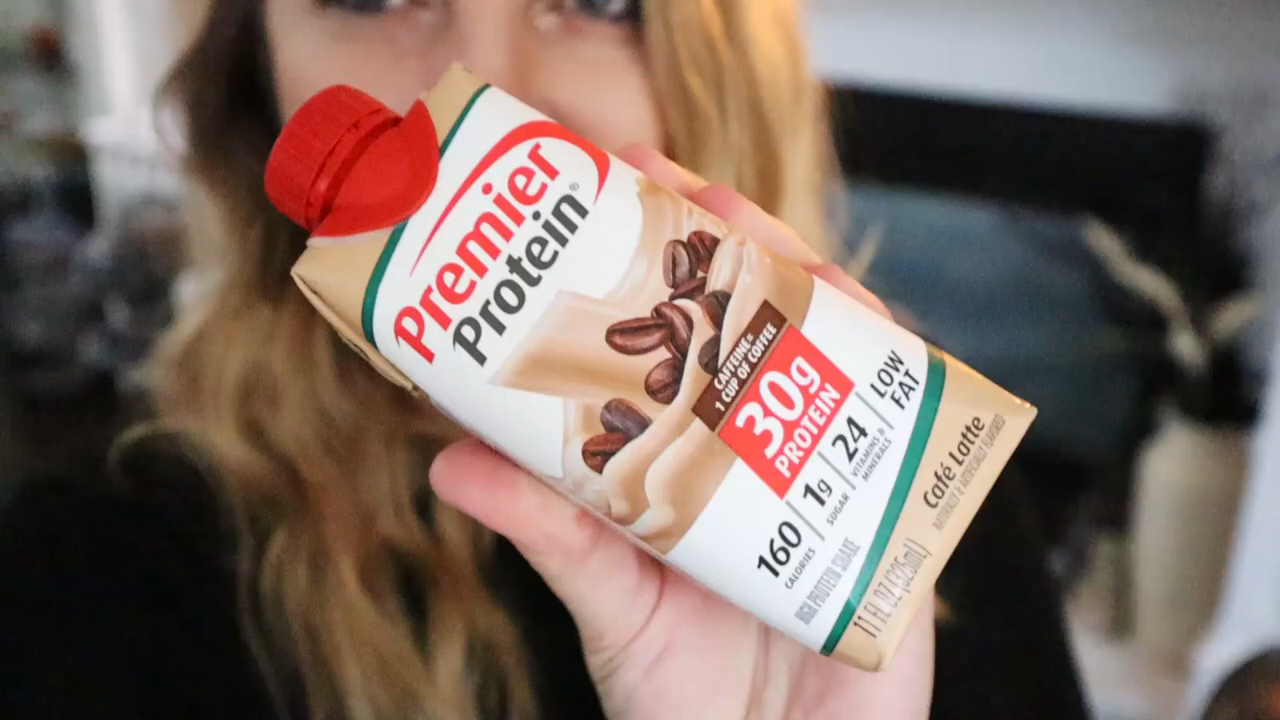 Premier
Protein®
CAFFEINE=
1 CUP OF COFFEE
30g
PROTEIN
160
CALORIES
1g
SUGAR
24
VITAMINS &
MINERALS
LOW
FAT
HIGH PROTEIN SHAKE
Café Latte
NATURALLY & ARTIFICIALLY FLAVORED
11 FL OZ (325mL)